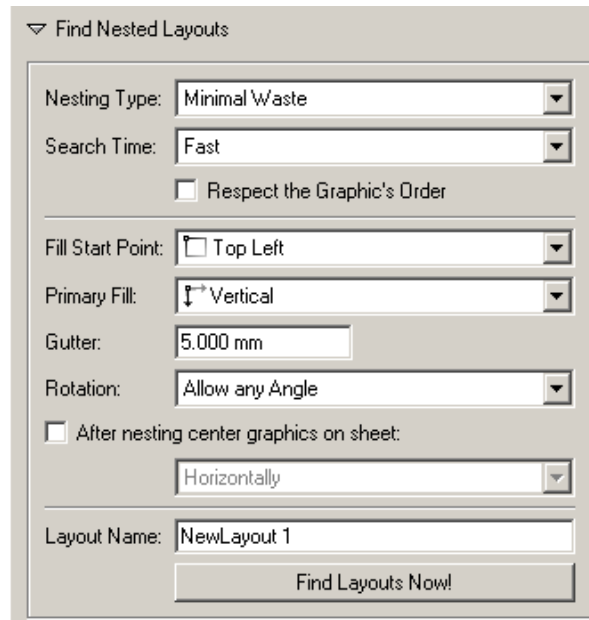 Find Nested Layouts
Nesting Type: Minimal Waste
Search Time: Fast
Respect the Graphic's Order
Fill Start Point: Top Left
Primary Fill: Vertical
Gutter: 5.000 mm
Rotation: Allow any Angle
After nesting center graphics on sheet:
Horizontally
Layout Name: NewLayout 1
Find Layouts Now!